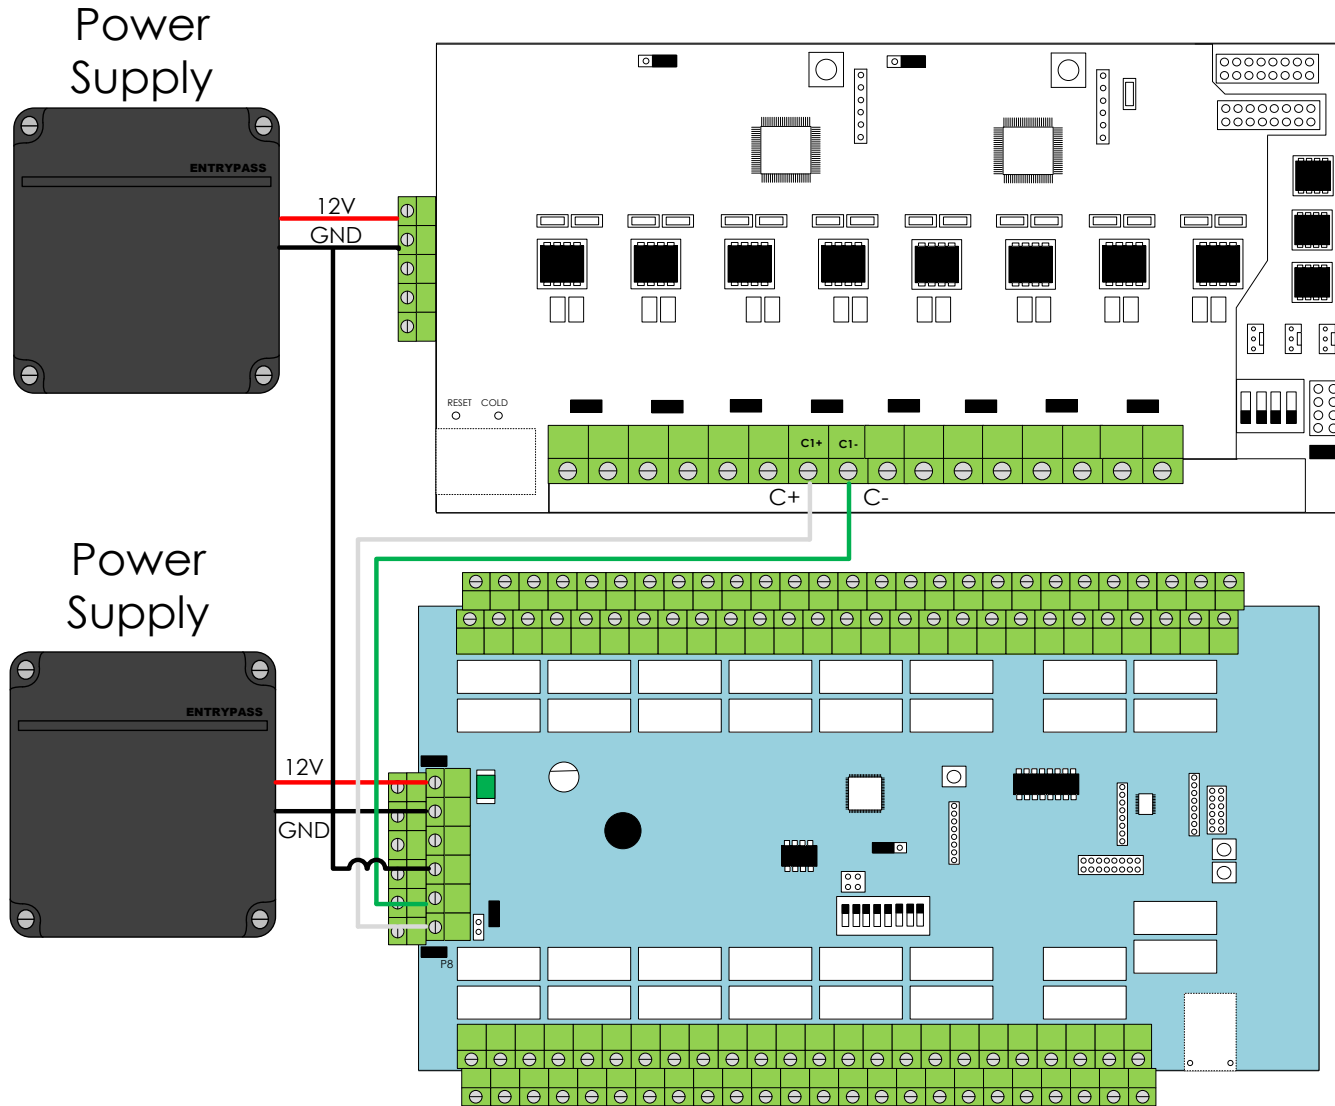 Power
Supply
ENTRYPASS
12V
GND
RESET COLD
C1+ C1-
C+ C-
Power
Supply
ENTRYPASS
12V
GND
P8